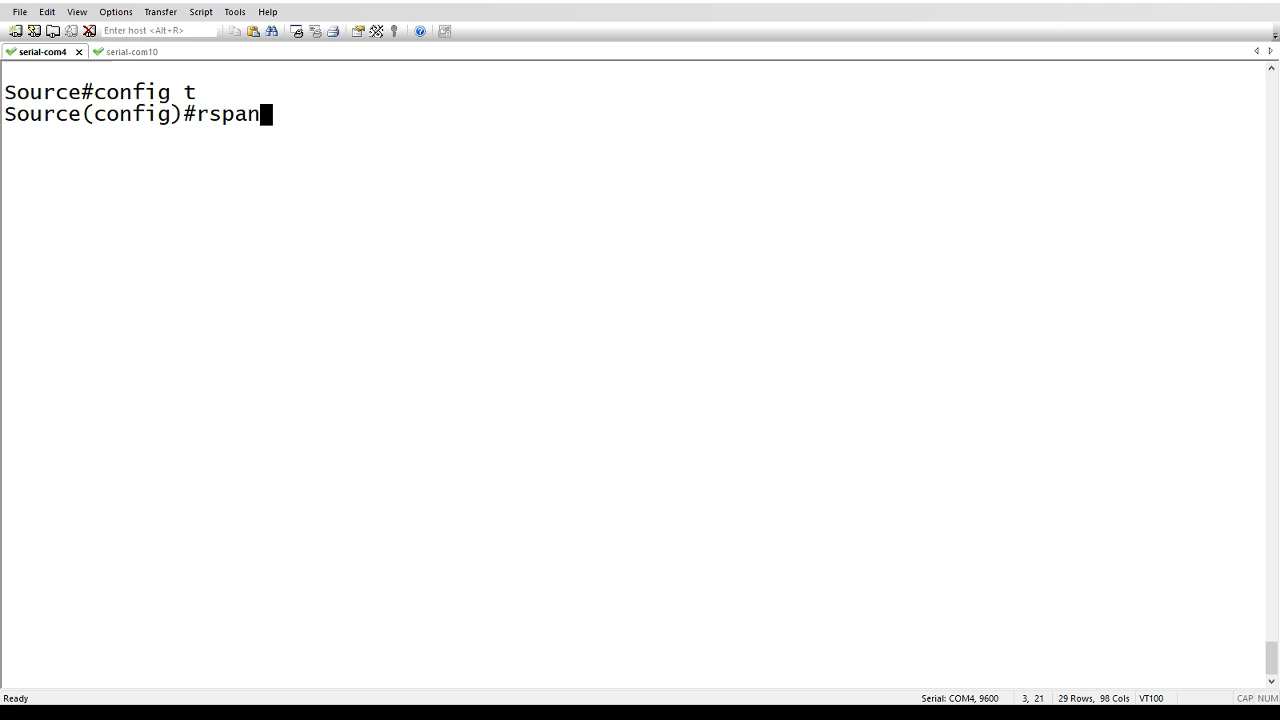 File Edit View Options Transfer Script Tools Help
Enter host <Alt+R>
serial-com4 serial-com10
Source#config t
Source(config)#rspan
Ready Serial: COM4, 9600 3, 21 29 Rows, 98 Cols VT100 CAP NUM